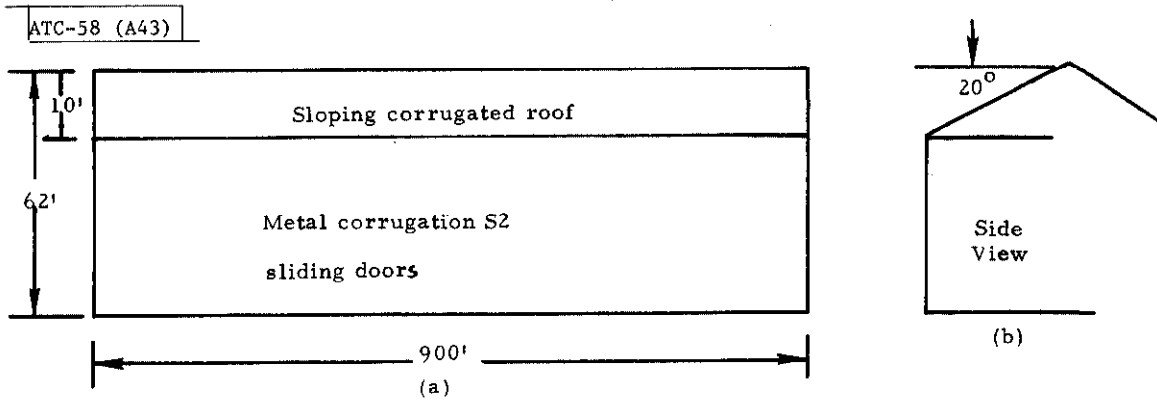 ATC-58 (A43)
10'
Sloping corrugated roof
20°
62'
Metal corrugation S2
sliding doors
Side
View
900'
(a)
(b)